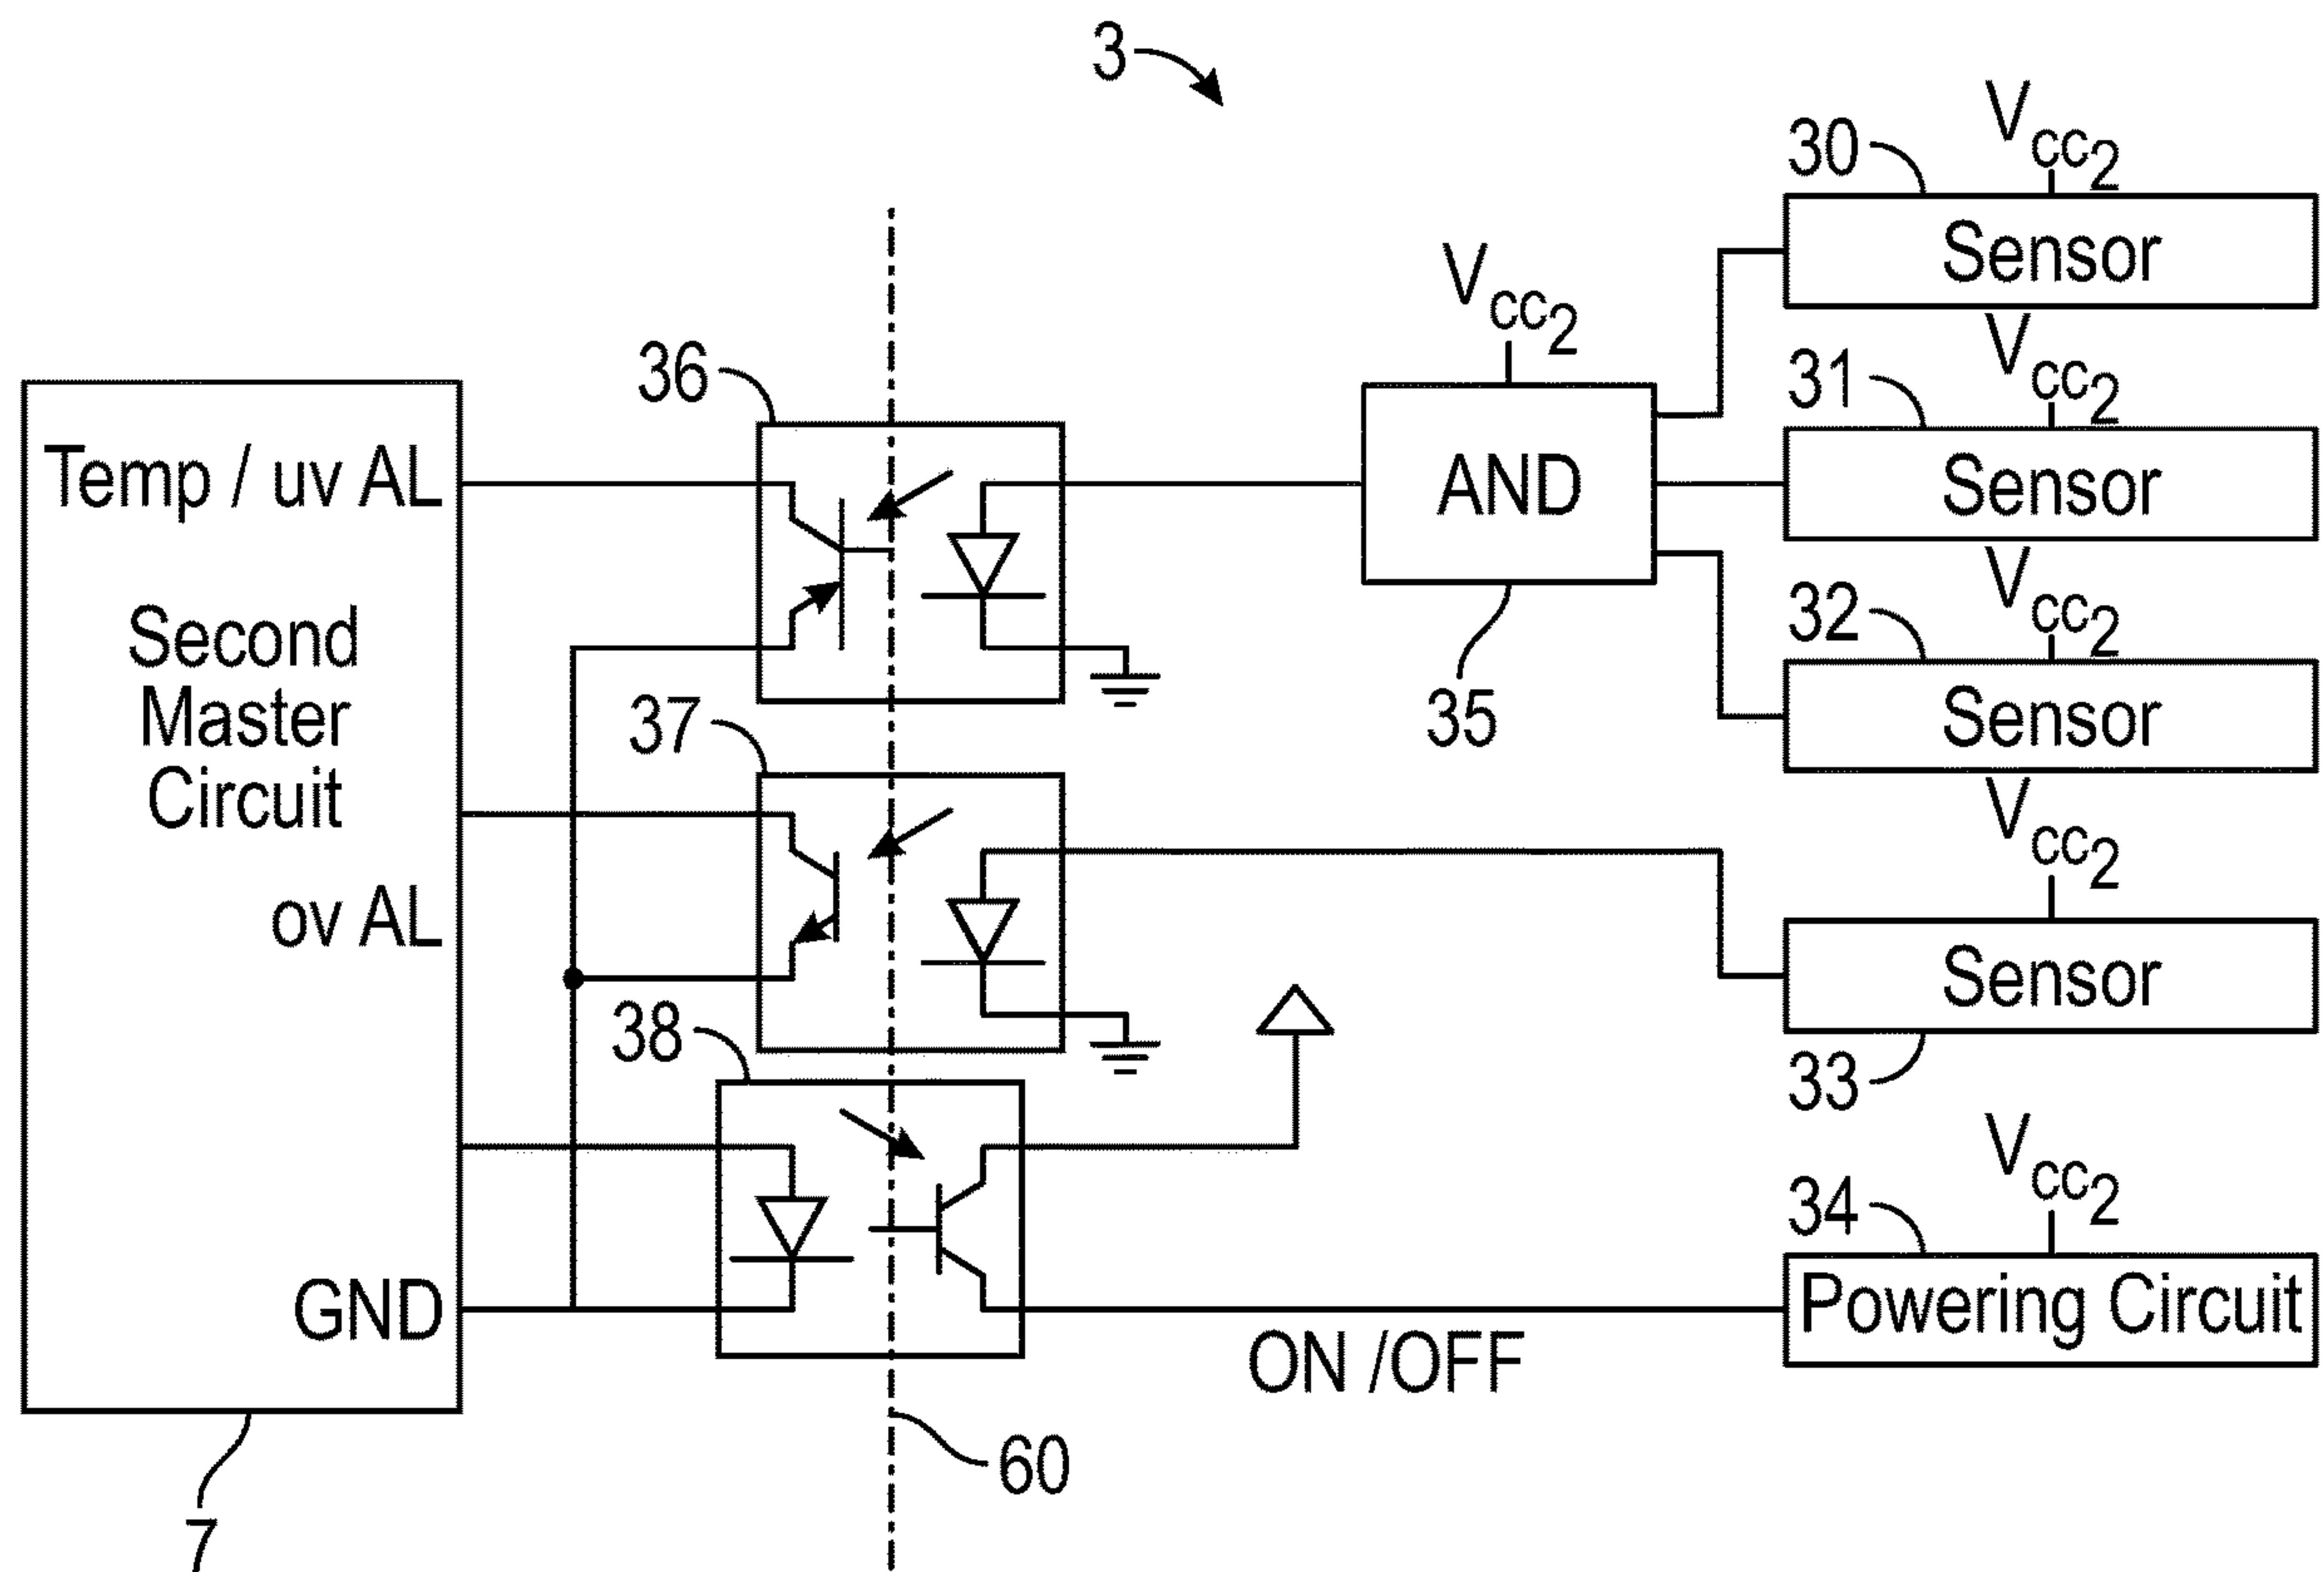 3
30
Vcc2
Sensor
Vcc2
36
31
Vcc2
Temp / uv AL
AND
Sensor
Second
Master
Circuit
32
Vcc2
37
35
Sensor
Vcc2
ov AL
Sensor
38
33
Vcc2
34
GND
Powering Circuit
ON /OFF
60
7